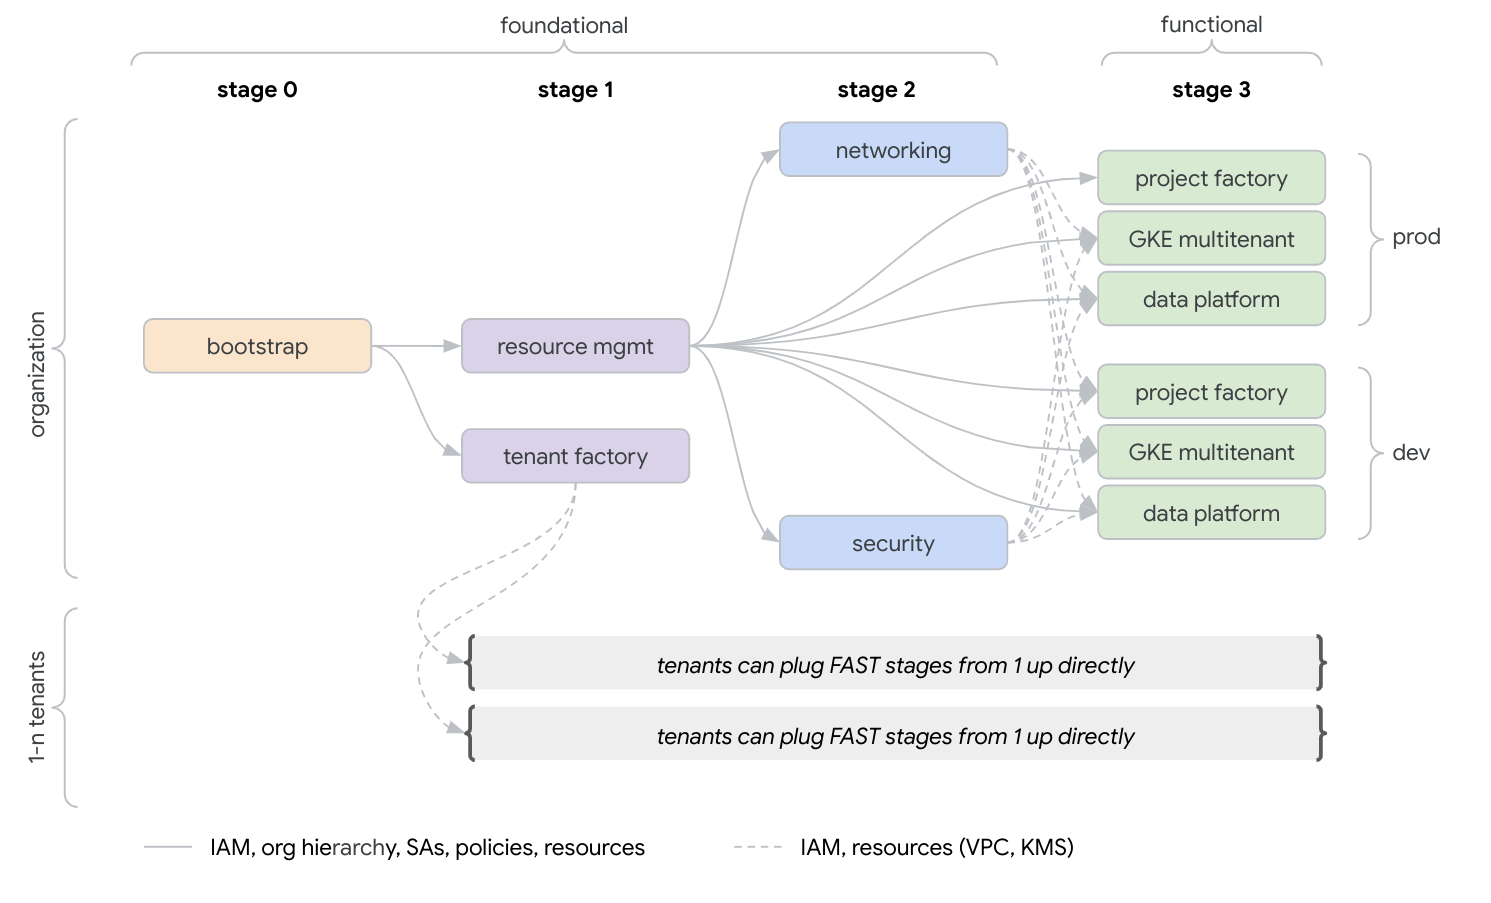 foundational
functional
stage 0
stage 1
stage 2
stage 3
networking
project factory
GKE multitenant
data platform
prod
organization
bootstrap
resource mgmt
tenant factory
project factory
GKE multitenant
data platform
dev
security
1-n tenants
tenants can plug FAST stages from 1 up directly
tenants can plug FAST stages from 1 up directly
IAM, org hierarchy, SAs, policies, resources
IAM, resources (VPC, KMS)